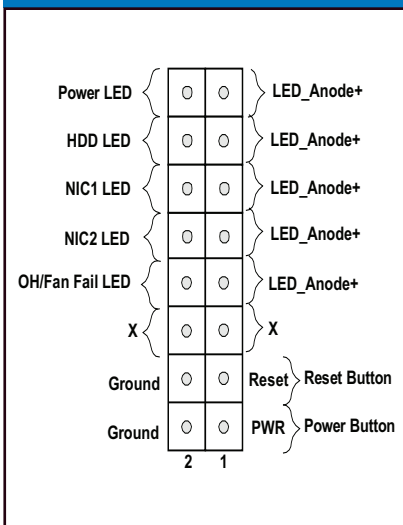 Power LED LED_Anode+
HDD LED LED_Anode+
NIC1 LED LED_Anode+
NIC2 LED LED_Anode+
OH/Fan Fail LED LED_Anode+
X X
Ground Reset Reset Button
Ground PWR Power Button
2 1